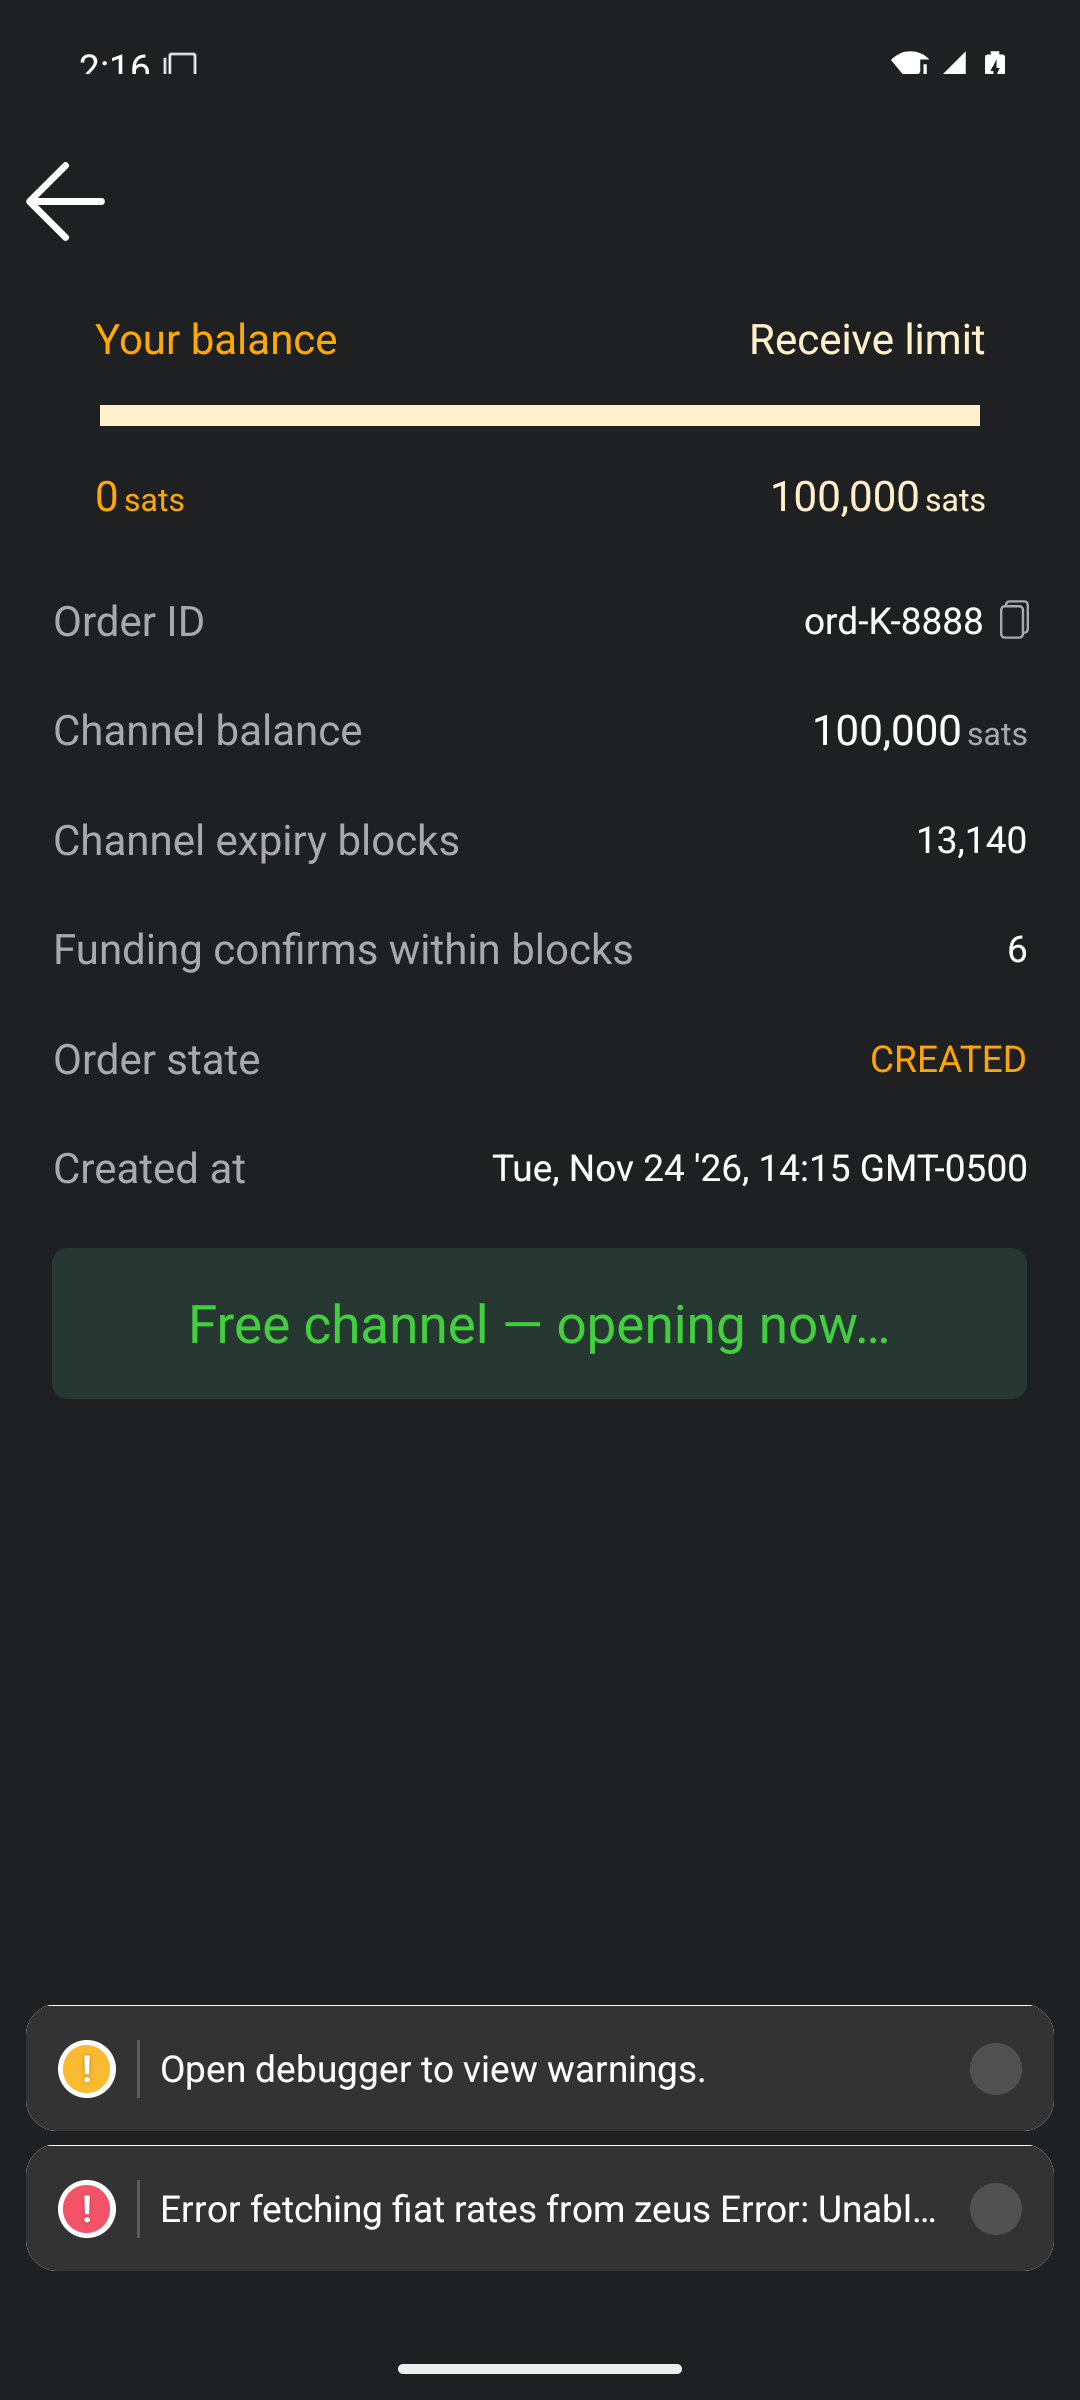 2:16
Your balance Receive limit
0 sats 100,000 sats
Order ID ord-K-8888
Channel balance 100,000 sats
Channel expiry blocks 13,140
Funding confirms within blocks 6
Order state CREATED
Created at Tue, Nov 24 '26, 14:15 GMT-0500
Free channel — opening now…
! Open debugger to view warnings.
! Error fetching fiat rates from zeus Error: Unabl…